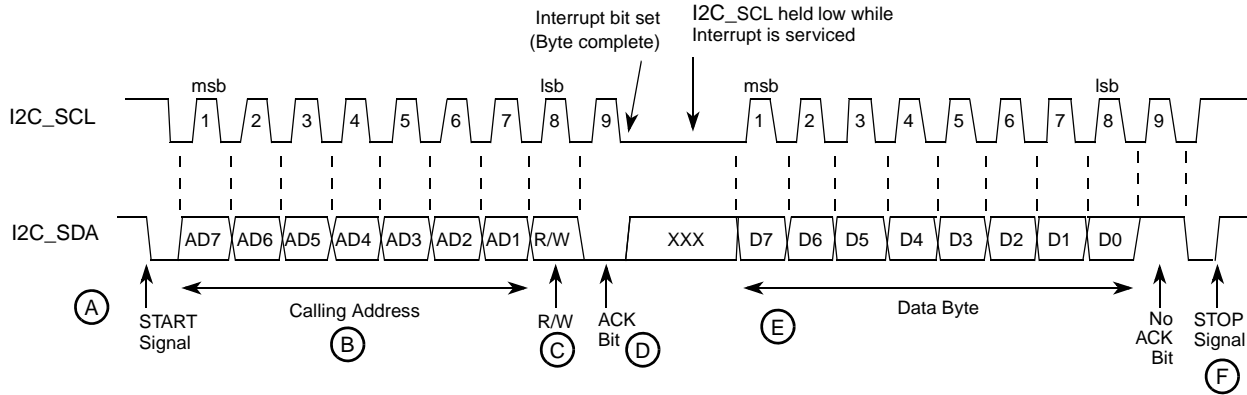 Interrupt bit set
(Byte complete)
I2C_SCL held low while
Interrupt is serviced
msb
lsb
msb
lsb
I2C_SCL
1 2 3 4 5 6 7 8 9
1 2 3 4 5 6 7 8 9
I2C_SDA
AD7 AD6 AD5 AD4 AD3 AD2 AD1 R/W
XXX
D7 D6 D5 D4 D3 D2 D1 D0
A
START
Signal
Calling Address
B
R/W
C
ACK
Bit
D
E
Data Byte
No
ACK
Bit
STOP
Signal
F